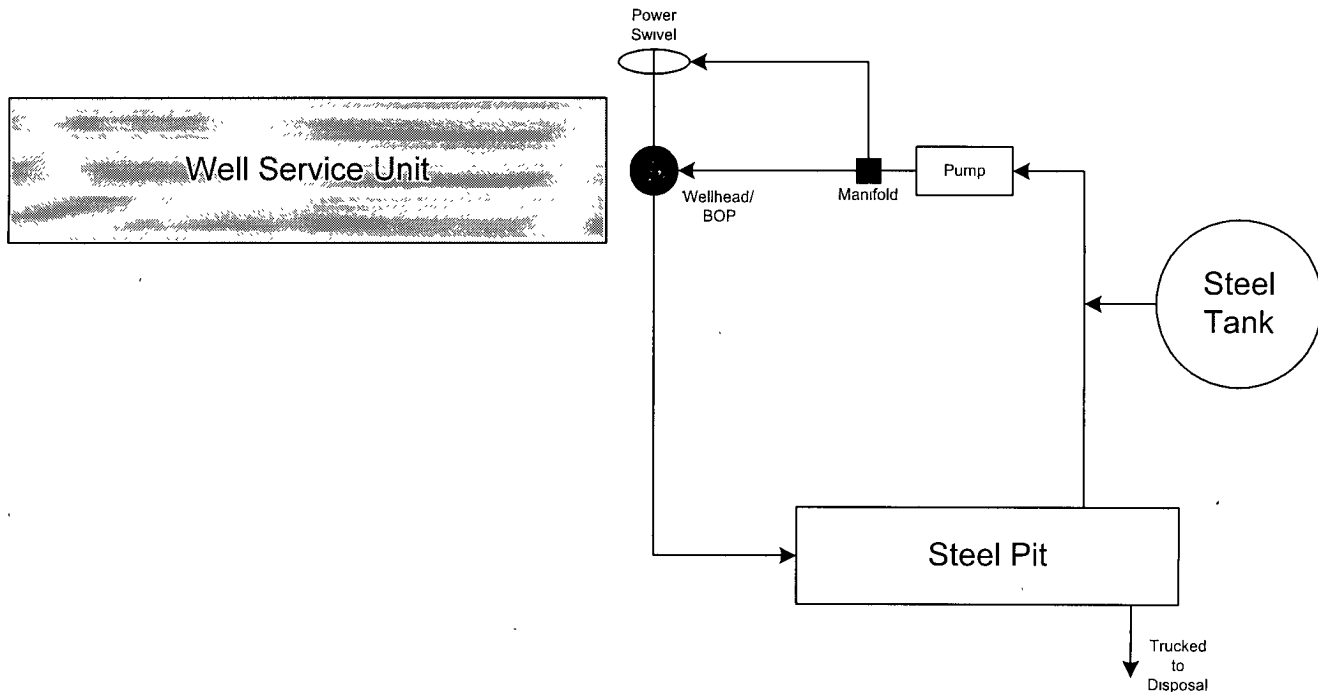 Power
Swivel
Well Service Unit
Wellhead/
BOP
Manifold
Pump
Steel
Tank
Steel Pit
Trucked
to
Disposal